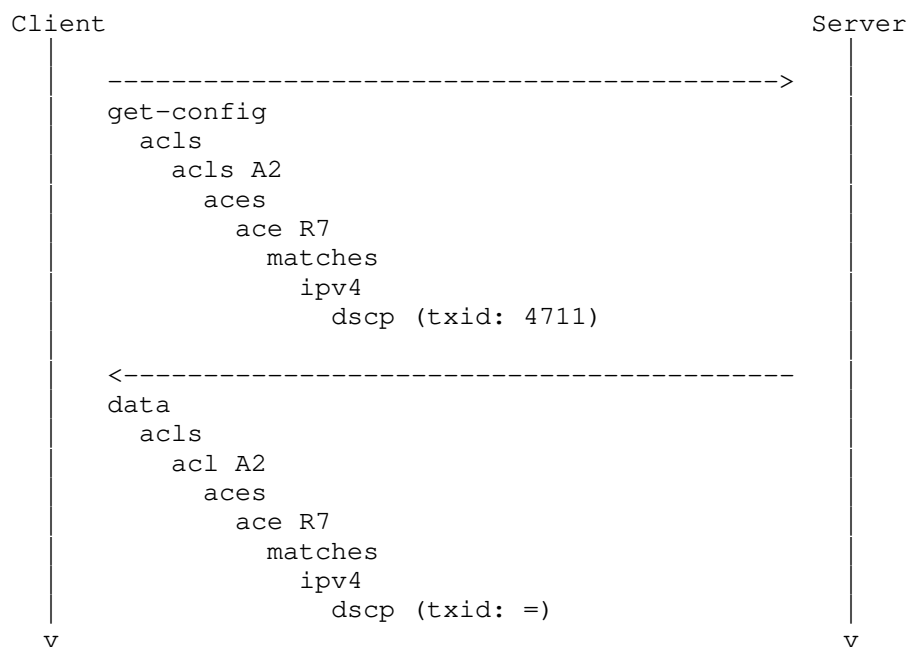 Client Server
----------------------------------------->
get-config
acls
acls A2
aces
ace R7
matches
ipv4
dscp (txid: 4711)
<-----------------------------------------
data
acls
acl A2
aces
ace R7
matches
ipv4
dscp (txid: =)
v v